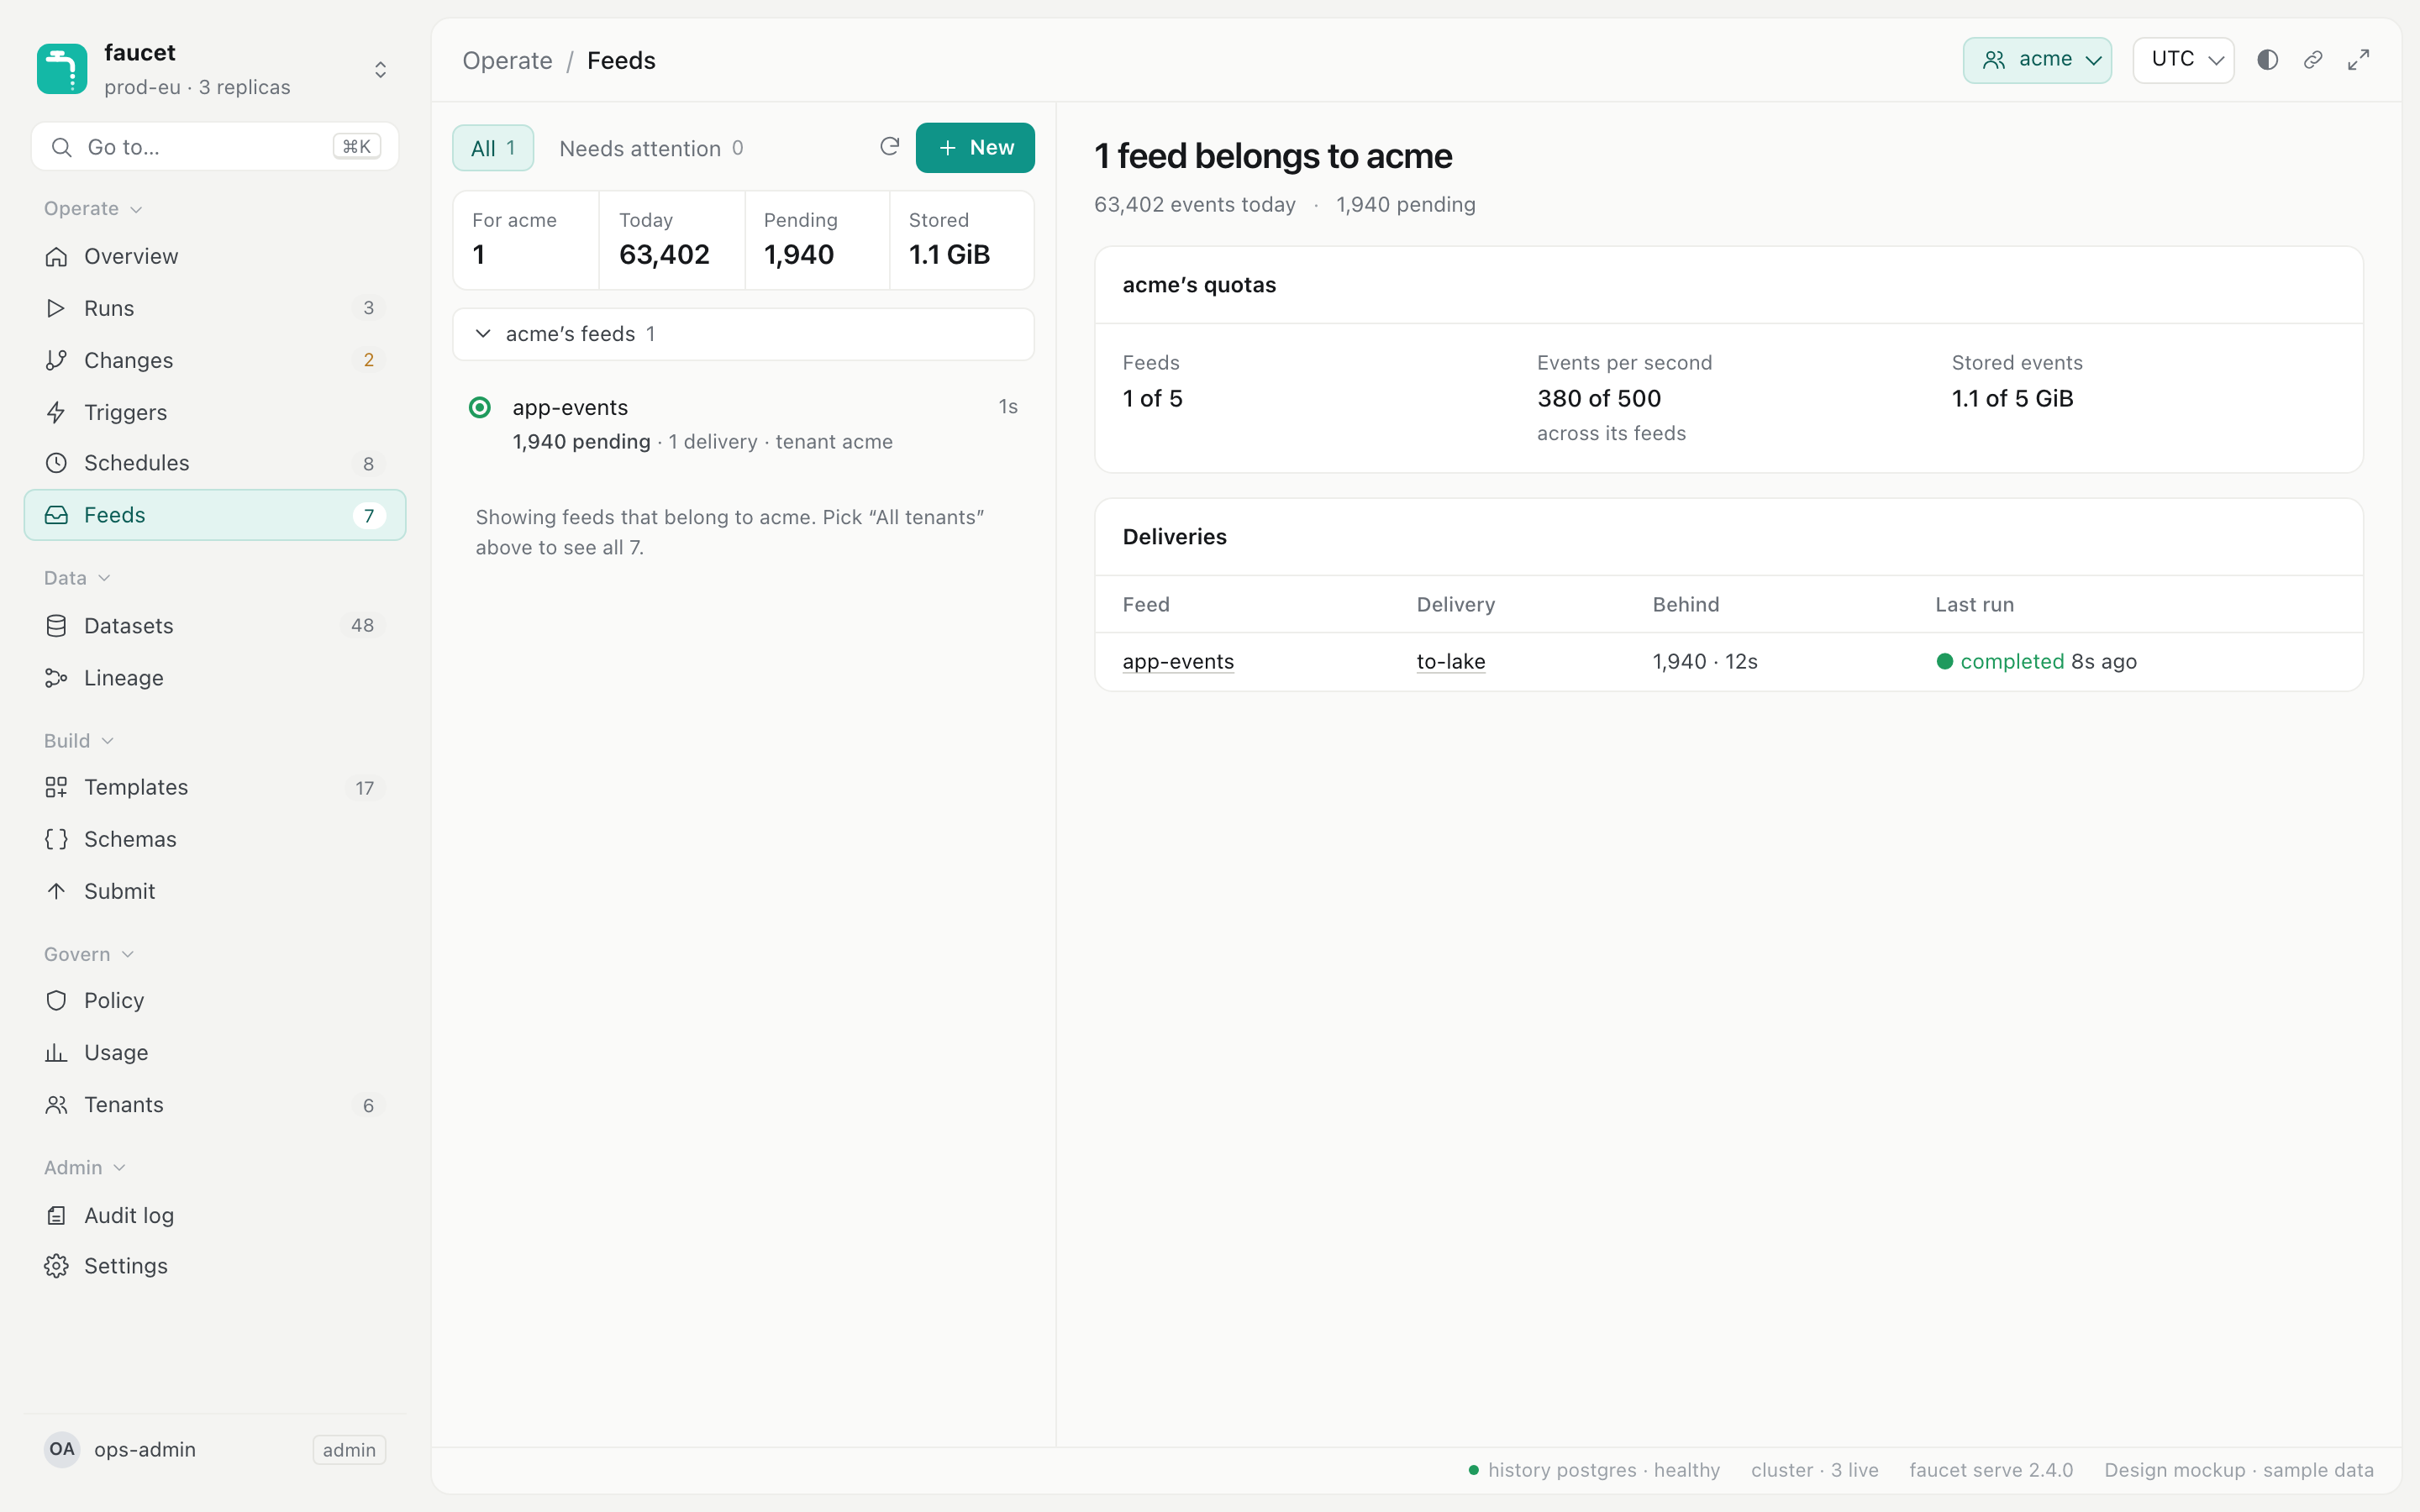 faucet
prod-eu · 3 replicas
Go to...
⌘K
Operate
Overview
Runs 3
Changes 2
Triggers
Schedules 8
Feeds 7
Data
Datasets 48
Lineage
Build
Templates 17
Schemas
Submit
Govern
Policy
Usage
Tenants 6
Admin
Audit log
Settings
OA ops-admin admin
Operate / Feeds
acme
UTC
All 1
Needs attention 0
New
For acme
1
Today
63,402
Pending
1,940
Stored
1.1 GiB
acme’s feeds 1
app-events 1s
1,940 pending · 1 delivery · tenant acme
Showing feeds that belong to acme. Pick “All tenants”
above to see all 7.
1 feed belongs to acme
63,402 events today · 1,940 pending
acme’s quotas
Feeds
1 of 5
Events per second
380 of 500
across its feeds
Stored events
1.1 of 5 GiB
Deliveries
Feed Delivery Behind Last run
app-events to-lake 1,940 · 12s completed 8s ago
history postgres · healthy cluster · 3 live faucet serve 2.4.0 Design mockup · sample data